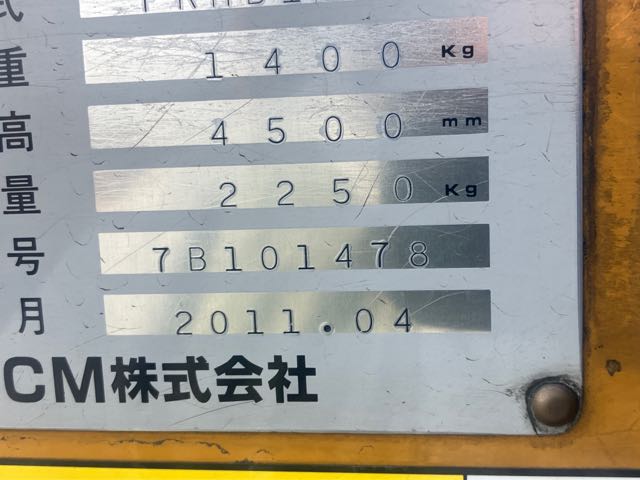 式
重 1400 Kg
高 4500 mm
量 2250 Kg
号 7B101478
月 2011.04
CM株式会社